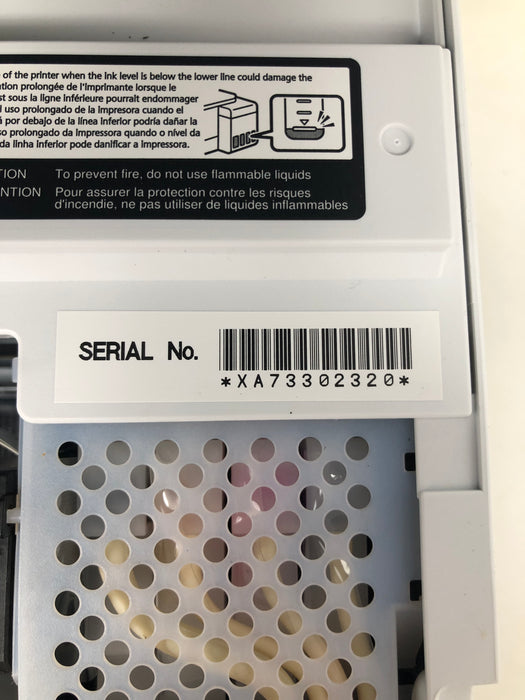 of the printer when the ink level is below the lower line could damage the
tion prolongée de l'imprimante lorsque le
st sous la ligne inférieure pourrait endommager
l uso prolongado de la impresora cuando el
á por debajo de la línea inferior podría dañar la
so prolongado da impressora quando o nível da
da linha inferior pode danificar a impressora.
TION To prevent fire, do not use flammable liquids
NTION Pour assurer la protection contre les risques
d'incendie, ne pas utiliser de liquides inflammables
SERIAL No.
*XA73302320*